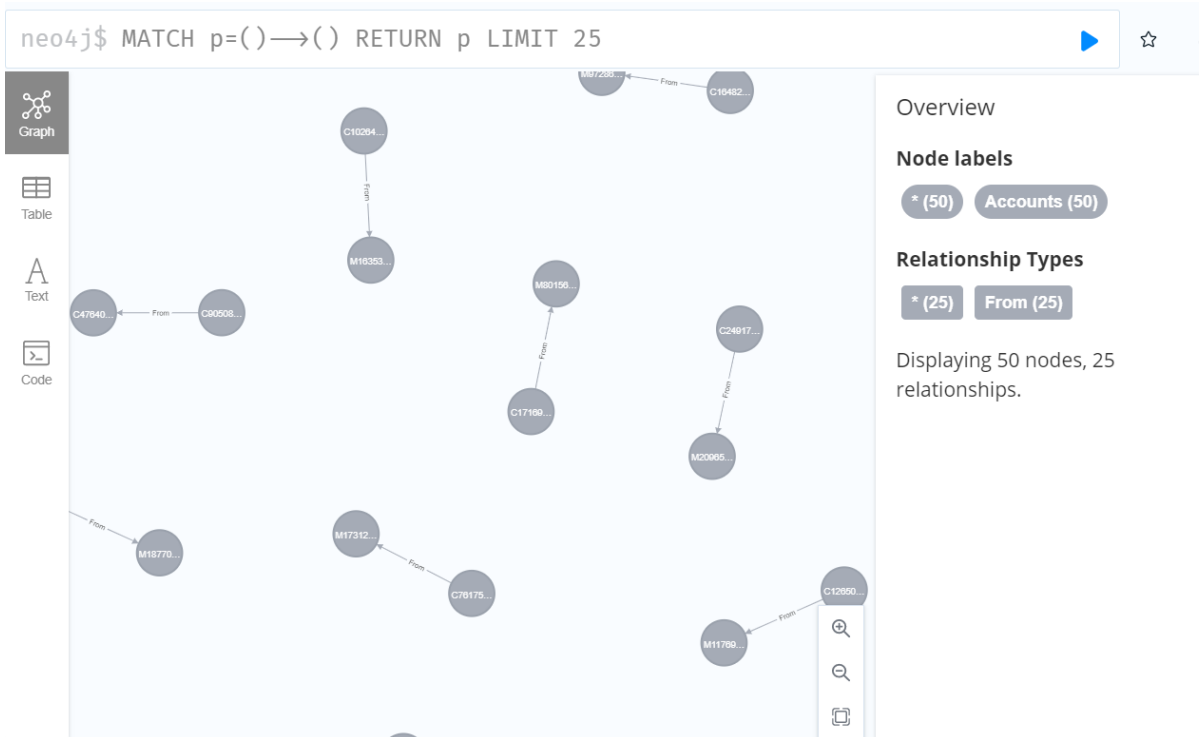 neo4j$ MATCH p=()⟶() RETURN p LIMIT 25
Graph
Table
Text
Code
M97286...
From
C16482...
C10264...
From
M16353...
C47640...
From
C90508...
M80156...
From
C17169...
C24917...
From
M20965...
From
M18770...
M17312...
From
C76175...
C12650...
From
M11769...
Overview
Node labels
* (50) Accounts (50)
Relationship Types
* (25) From (25)
Displaying 50 nodes, 25
relationships.